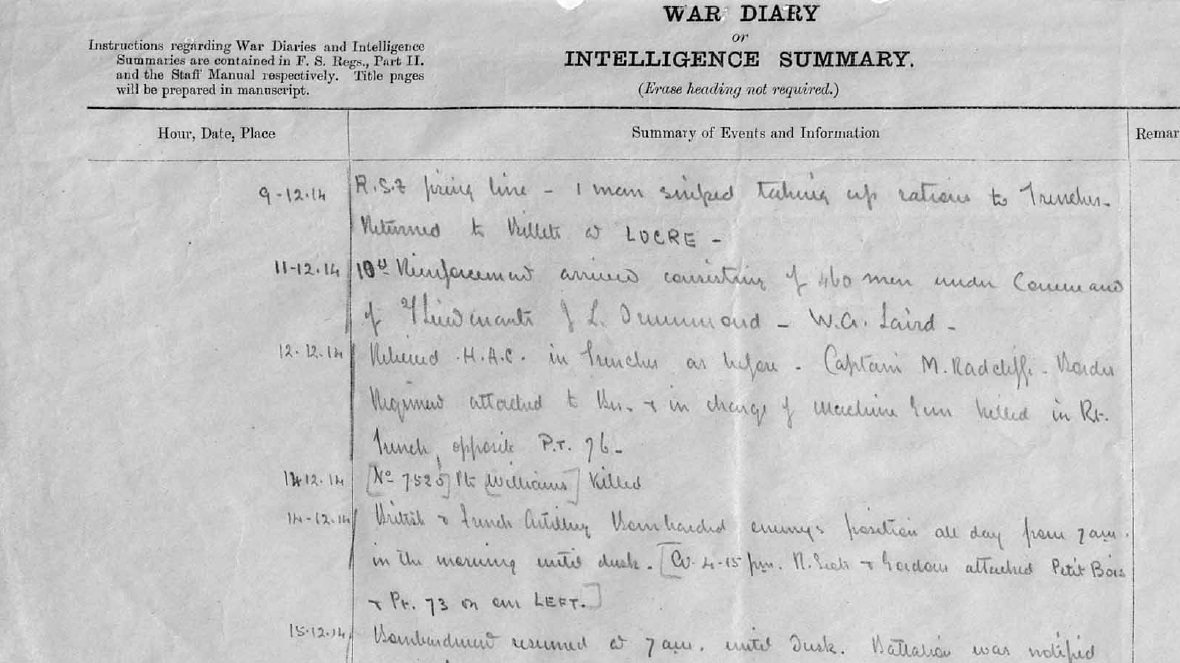 WAR DIARY
or
INTELLIGENCE SUMMARY.
(Erase heading not required.)
Instructions regarding War Diaries and Intelligence
Summaries are contained in F. S. Regs., Part II.
and the Staff Manual respectively. Title pages
will be prepared in manuscript.
Hour, Date, Place
Summary of Events and Information
Remar
9-12.14
firing line - 1 man sniped taking up rations to Trenches.
Returned to Billets at LOCRE -
11-12.14
10th Reinforcement arrived consisting of 460 men under Command
of Lieutenants J L. Drummond - W.A. Laird -
12.12.14
Relieved H.A.C. in Trenches as before. Captain M. Radcliffe. Border
Regiment attached to Bn. & in charge of Machine Gun killed in Rt.
Trench, opposite P.T. 76.
12.14
[No 752] Pte [Williams] killed
14-12.14
British & French Artillery Bombarded enemy's position all day from 7am.
in the morning until dusk. [At 4-15 pm. R. Scots & Gordons attacked Petit Bois
& Pt. 73 on our LEFT.]
15.12.14
Bombardment resumed at 7am. until Dusk. Battalion was notified